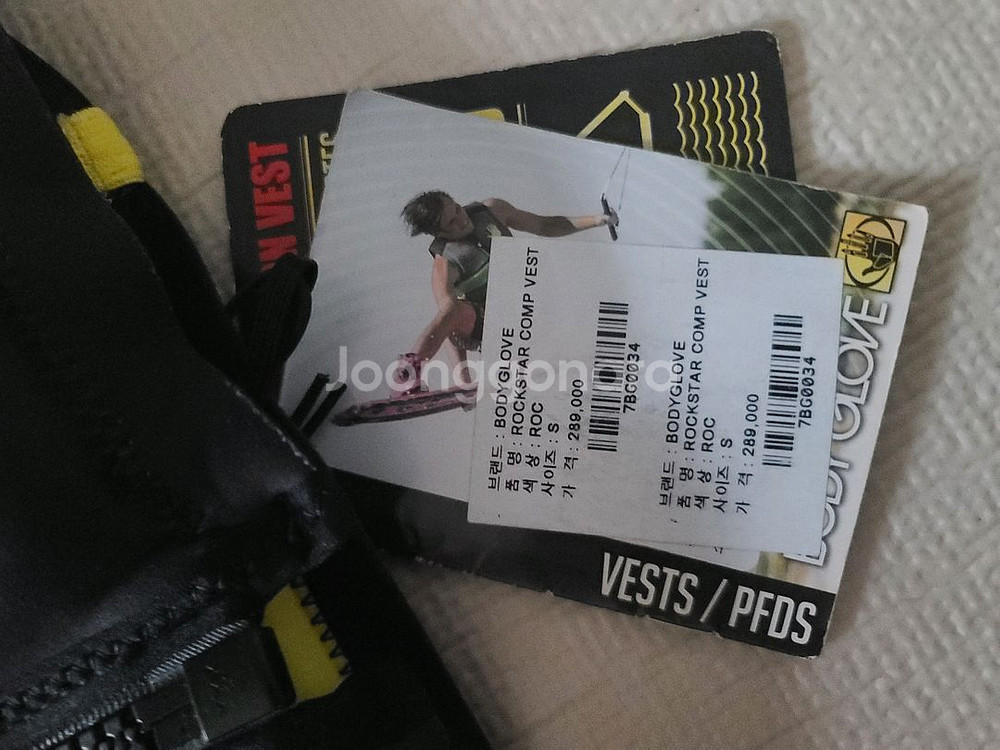 ON VEST
BODY GLOVE
브랜드 : BODYGLOVE
품 명 : ROCKSTAR COMP VEST
색 상 : ROC
사이즈 : S
가 격 : 289,000
7BG0034
브랜드 : BODYGLOVE
품 명 : ROCKSTAR COMP VEST
색 상 : ROC
사이즈 : S
가 격 : 289,000
7BG0034
VESTS / PFDS
Joonggonara